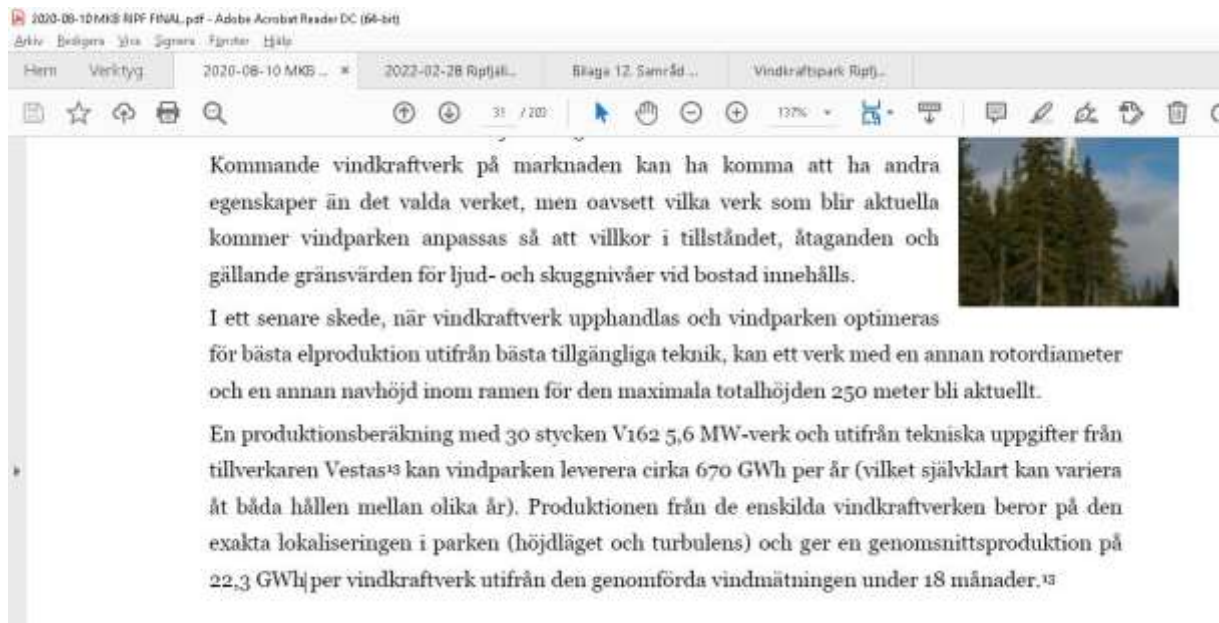 2020-08-10 MKB RIPF FINAL.pdf - Adobe Acrobat Reader DC (64-bit)
Arkiv Redigera Visa Signera Fönster Hjälp
Hem Verktyg 2020-08-10 MKB ... × 2022-02-28 Ripfjäll... Bilaga 12. Samråd ... Vindkraftspark Ripfj...
31 / 200 137%
Kommande vindkraftverk på marknaden kan ha komma att ha andra
egenskaper än det valda verket, men oavsett vilka verk som blir aktuella
kommer vindparken anpassas så att villkor i tillståndet, åtaganden och
gällande gränsvärden för ljud- och skuggnivåer vid bostad innehålls.
I ett senare skede, när vindkraftverk upphandlas och vindparken optimeras
för bästa elproduktion utifrån bästa tillgängliga teknik, kan ett verk med en annan rotordiameter
och en annan navhöjd inom ramen för den maximala totalhöjden 250 meter bli aktuellt.
En produktionsberäkning med 30 stycken V162 5,6 MW-verk och utifrån tekniska uppgifter från
tillverkaren Vestas¹³ kan vindparken leverera cirka 670 GWh per år (vilket självklart kan variera
åt båda hållen mellan olika år). Produktionen från de enskilda vindkraftverken beror på den
exakta lokaliseringen i parken (höjdläget och turbulens) och ger en genomsnittsproduktion på
22,3 GWh per vindkraftverk utifrån den genomförda vindmätningen under 18 månader.¹³